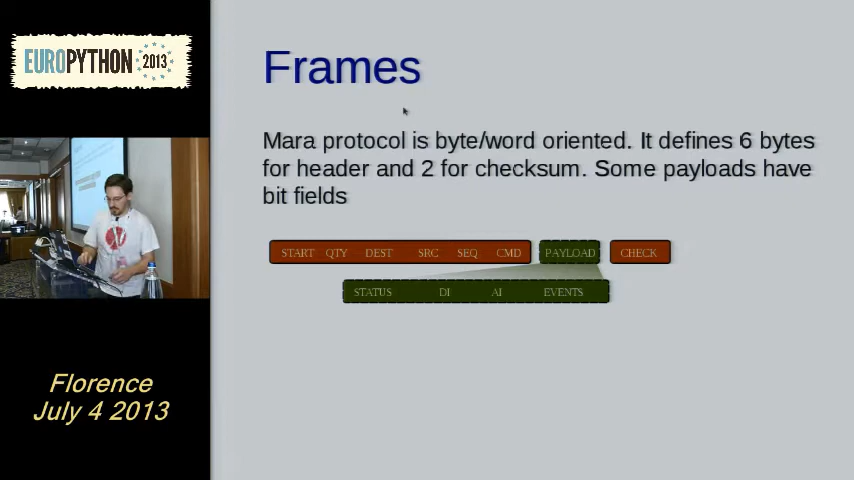 EUROPYTHON 2013
Frames
Mara protocol is byte/word oriented. It defines 6 bytes
for header and 2 for checksum. Some payloads have
bit fields
START QTY DEST SRC SEQ CMD PAYLOAD CHECK
STATUS DI AI EVENTS
Florence
July 4 2013